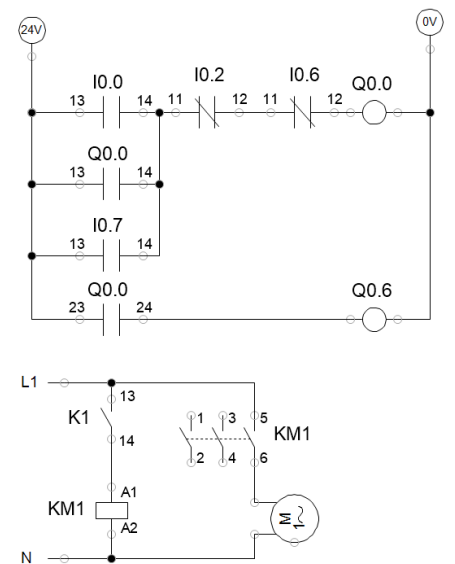 24V 0V
I0.0 I0.2 I0.6 Q0.0
13 14 11 12 11 12
Q0.0
13 14
I0.7
13 14
Q0.0 Q0.6
23 24
L1
13 1 3 5
K1 KM1
14 2 4 6
A1
KM1 M
1~
A2
N